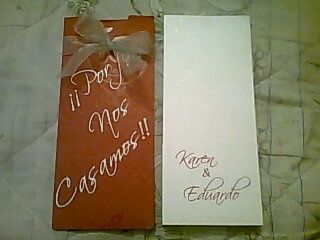 ¡¡Por fin
Nos
Casamos!!
Karen
&
Eduardo